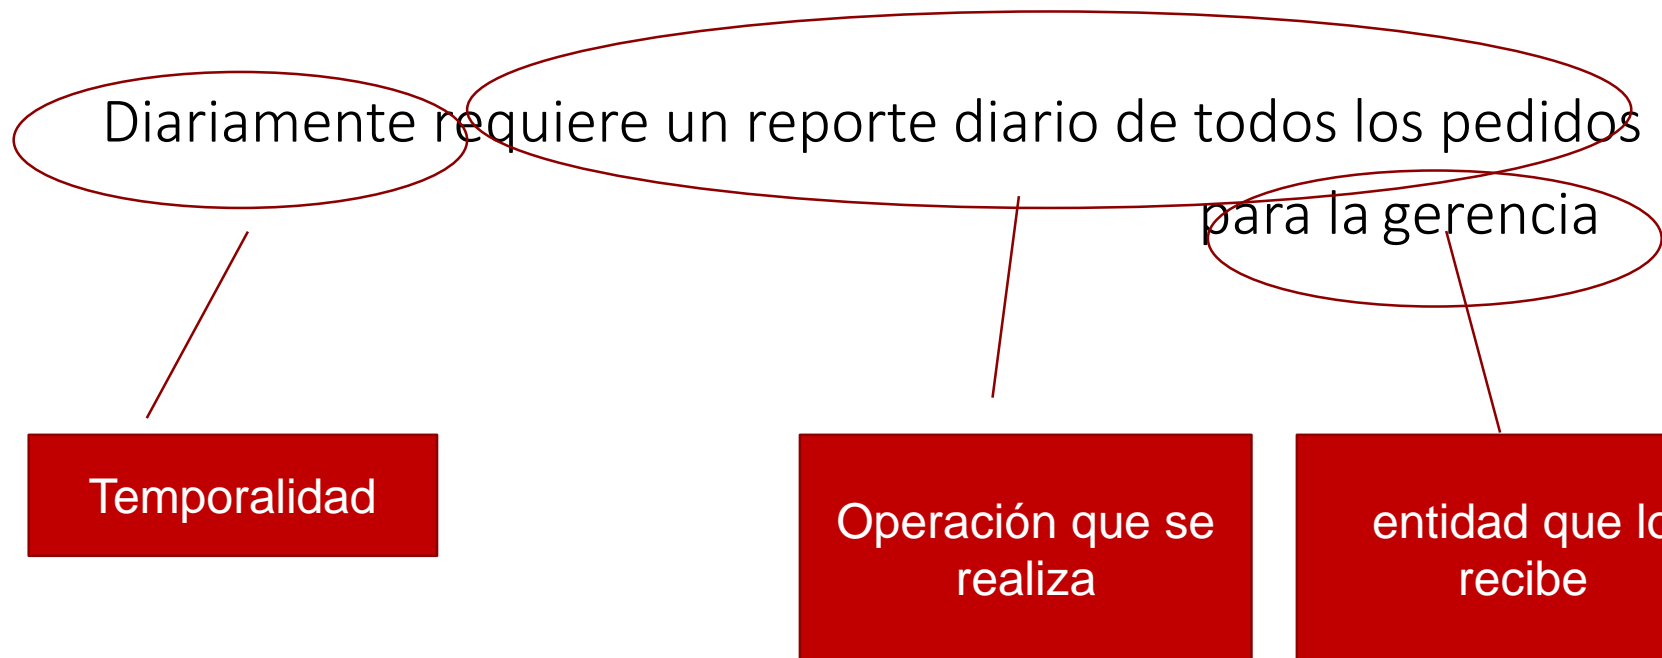 Diariamente requiere un reporte diario de todos los pedidos
para la gerencia
Temporalidad
Operación que se
realiza
entidad que lo
recibe